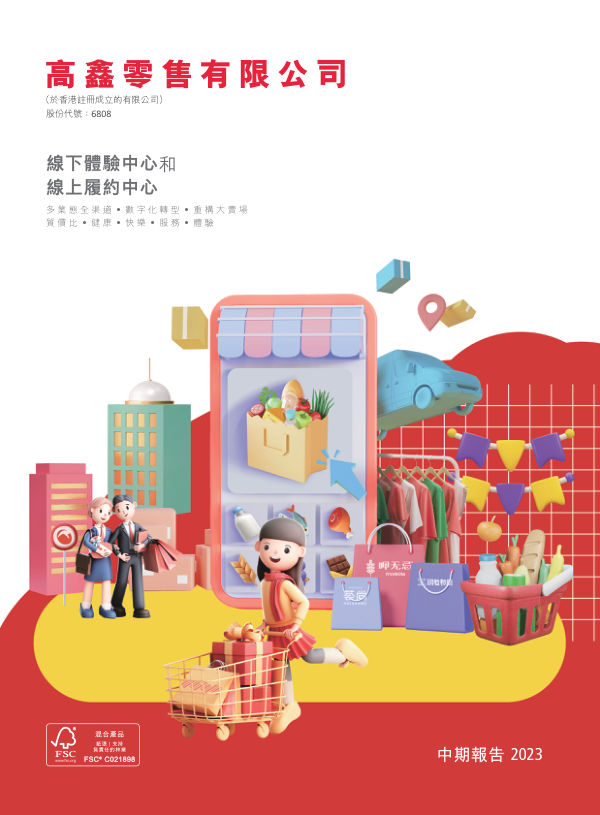 高鑫零售有限公司
(於香港註冊成立的有限公司)
股份代號：6808
線下體驗中心和
線上履約中心
多業態全渠道•數字化轉型•重構大賣場
質價比•健康•快樂•服務•體驗
混合產品
紙張 | 支持
負責任的林業
FSC
www.fsc.org
FSC® C021898
中期報告 2023